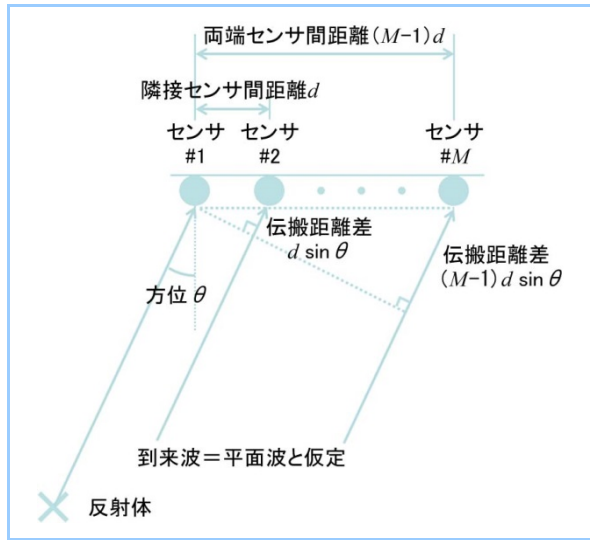 両端センサ間距離(M-1)d
隣接センサ間距離d
センサ センサ センサ
#1 #2 #M
伝搬距離差
d sin θ
伝搬距離差
(M-1)d sin θ
方位 θ
到来波=平面波と仮定
反射体